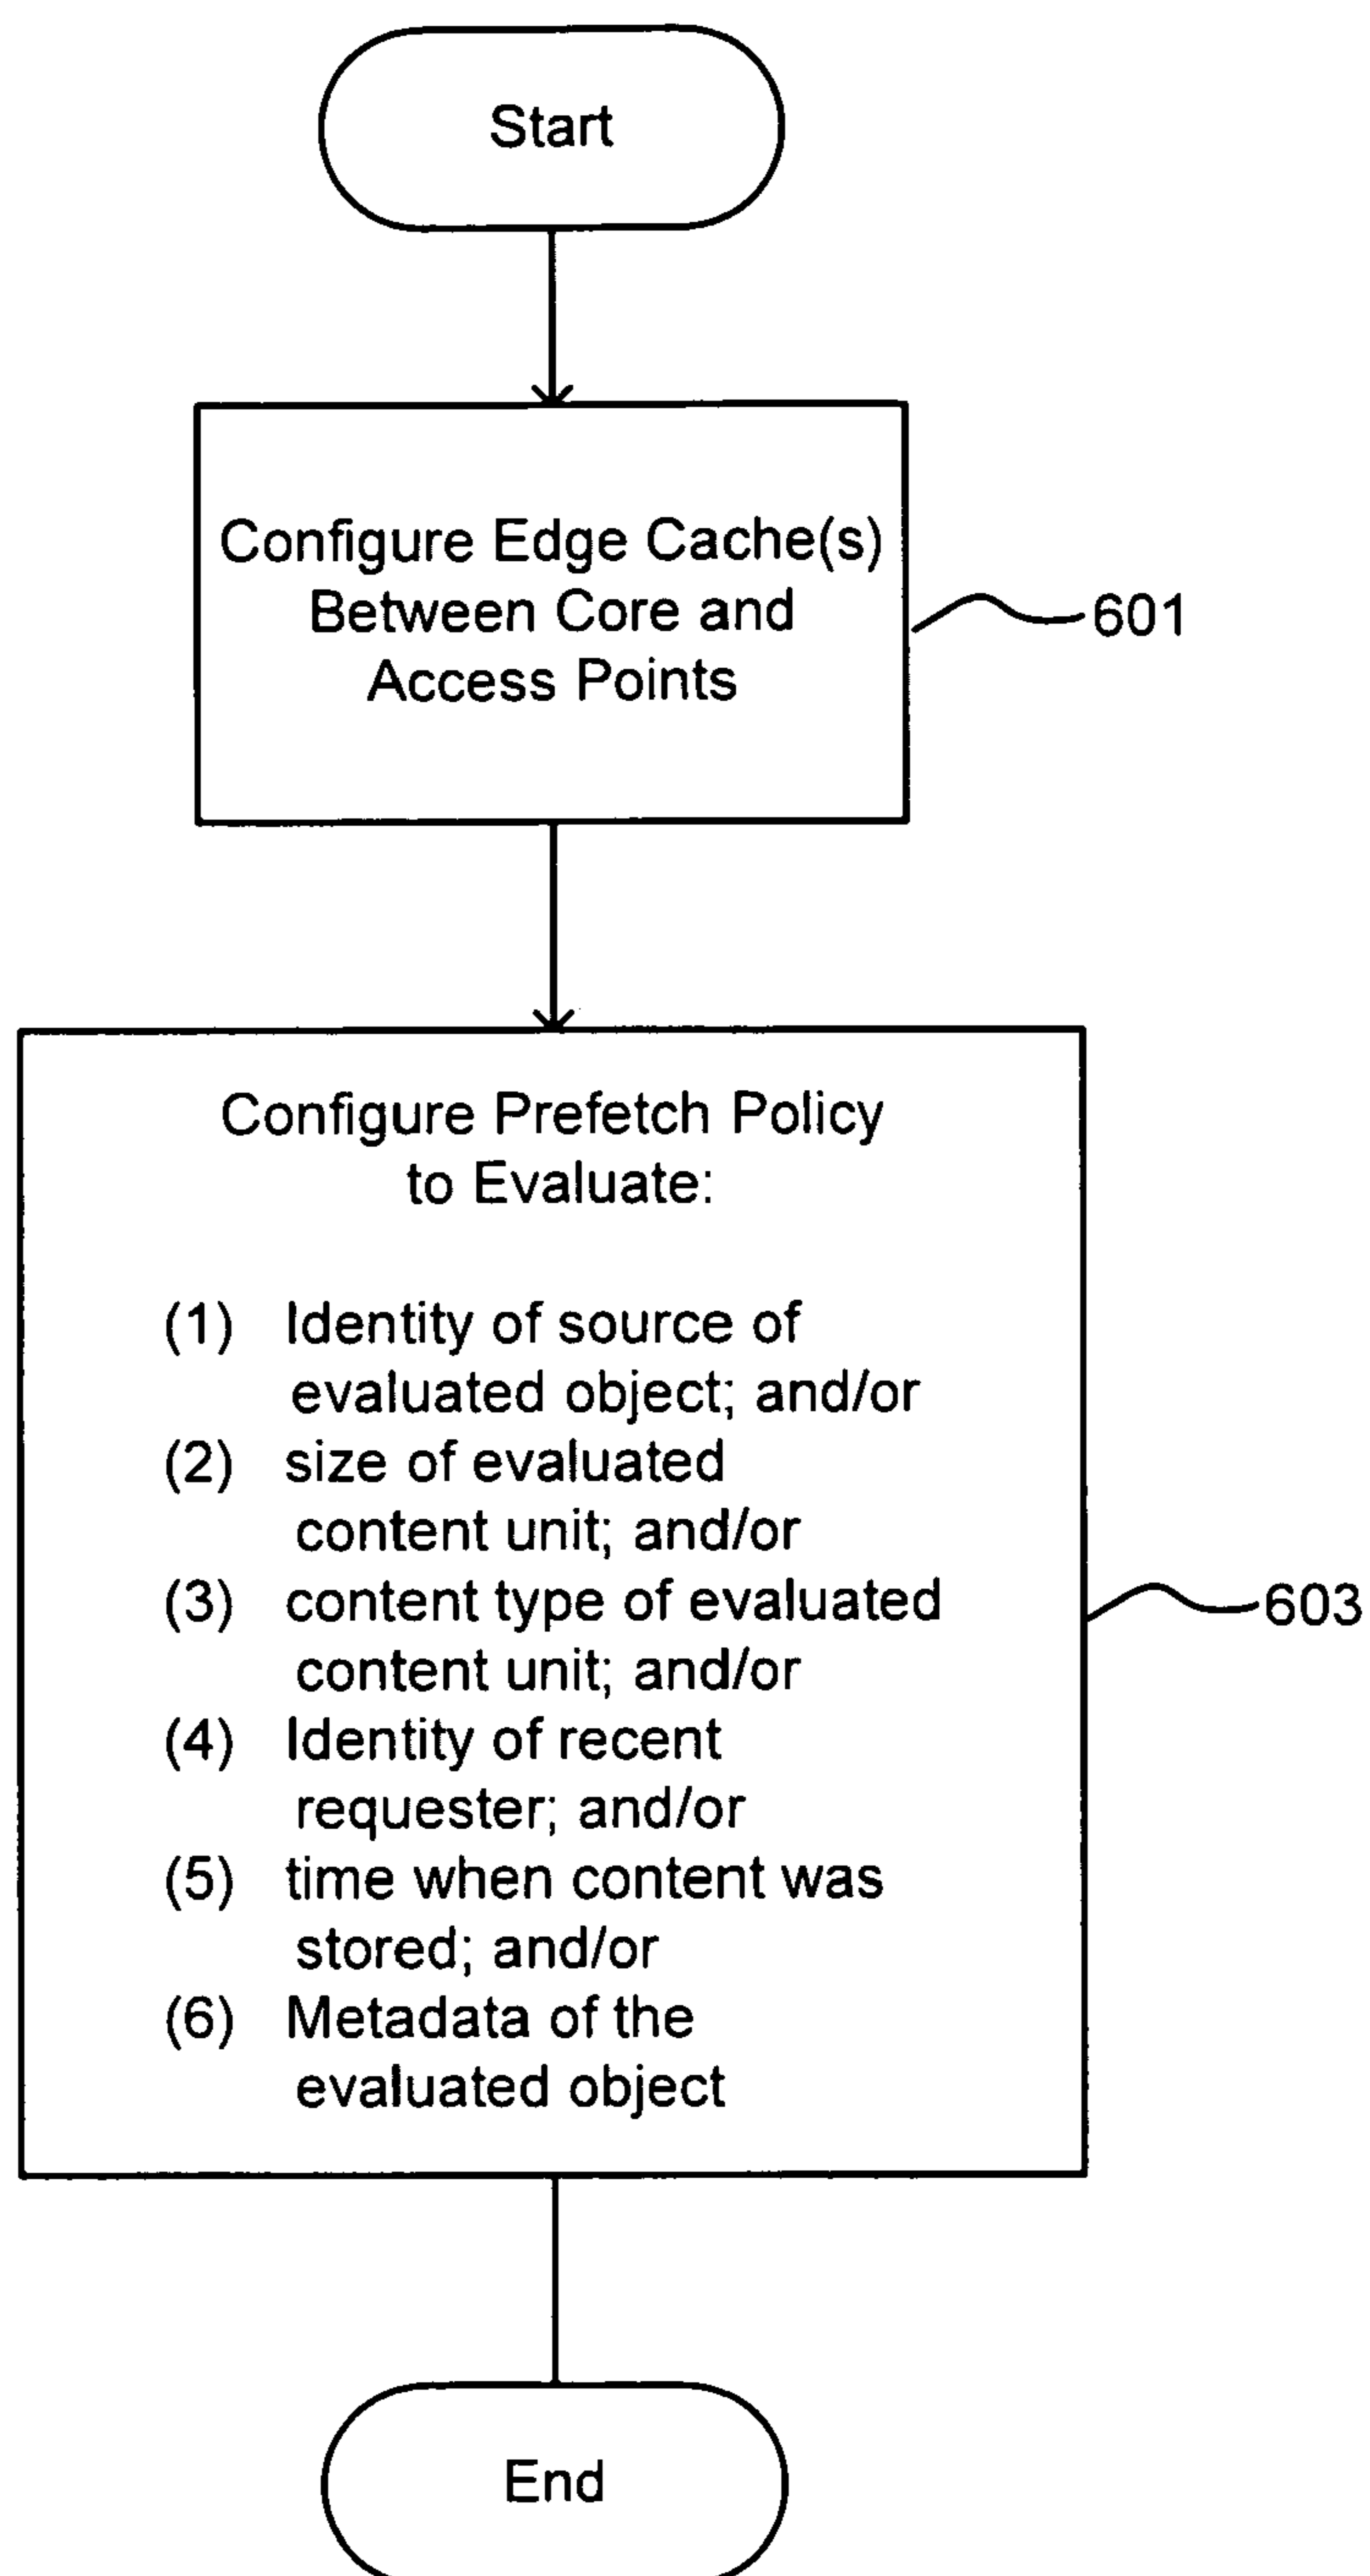 Start
Configure Edge Cache(s)
Between Core and
Access Points
601
Configure Prefetch Policy
to Evaluate:
(1) Identity of source of
evaluated object; and/or
(2) size of evaluated
content unit; and/or
(3) content type of evaluated
content unit; and/or
603
(4) Identity of recent
requester; and/or
(5) time when content was
stored; and/or
(6) Metadata of the
evaluated object
End